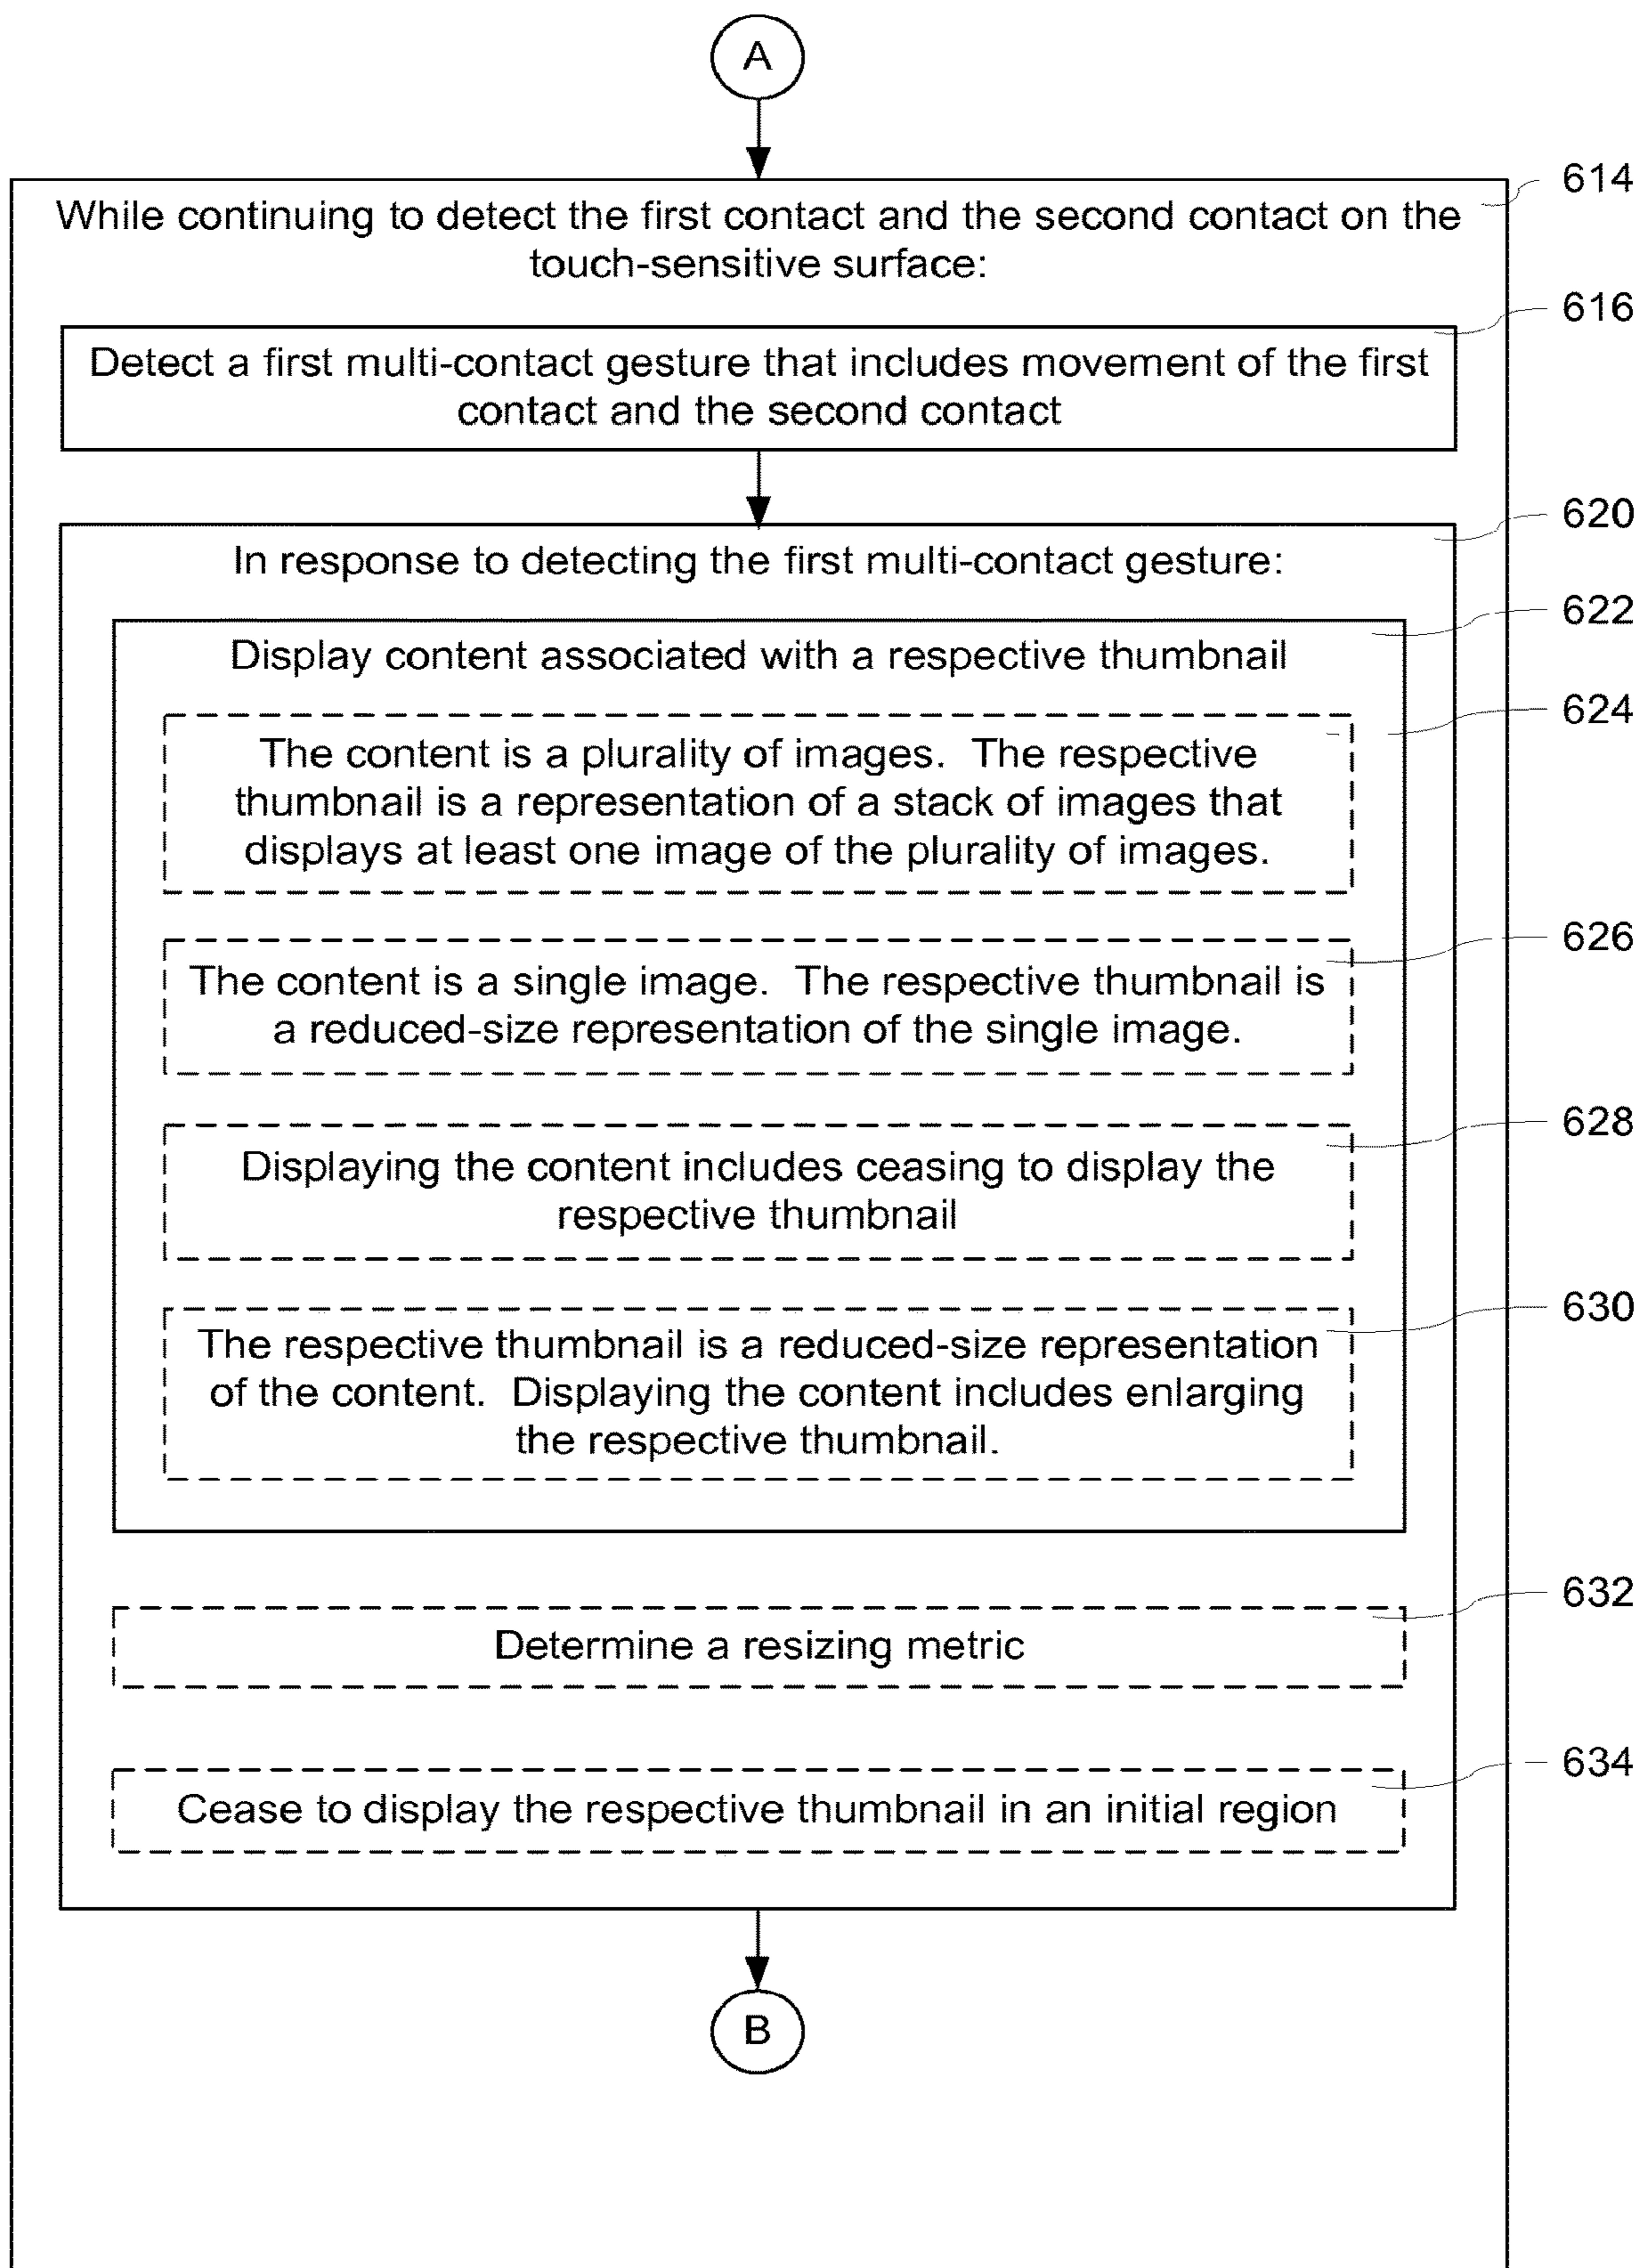 A
614
While continuing to detect the first contact and the second contact on the
touch-sensitive surface:
616
Detect a first multi-contact gesture that includes movement of the first
contact and the second contact
620
In response to detecting the first multi-contact gesture:
622
Display content associated with a respective thumbnail
624
The content is a plurality of images.  The respective
thumbnail is a representation of a stack of images that
displays at least one image of the plurality of images.
626
The content is a single image.  The respective thumbnail is
a reduced-size representation of the single image.
628
Displaying the content includes ceasing to display the
respective thumbnail
630
The respective thumbnail is a reduced-size representation
of the content.  Displaying the content includes enlarging
the respective thumbnail.
632
Determine a resizing metric
634
Cease to display the respective thumbnail in an initial region
B